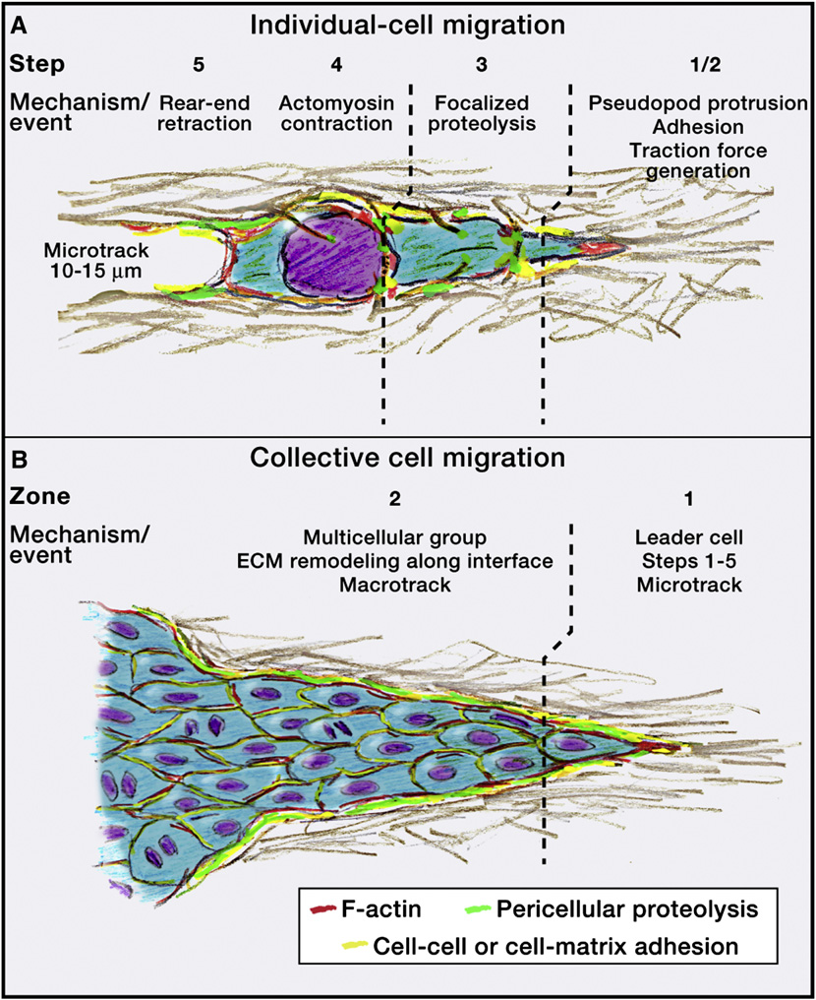 A
Individual-cell migration
Step
5
4
3
1/2
Mechanism/
event
Rear-end
retraction
Actomyosin
contraction
Focalized
proteolysis
Pseudopod protrusion
Adhesion
Traction force
generation
Microtrack
10-15 μm
B
Collective cell migration
Zone
2
1
Mechanism/
event
Multicellular group
ECM remodeling along interface
Macrotrack
Leader cell
Steps 1-5
Microtrack
F-actin
Pericellular proteolysis
Cell-cell or cell-matrix adhesion